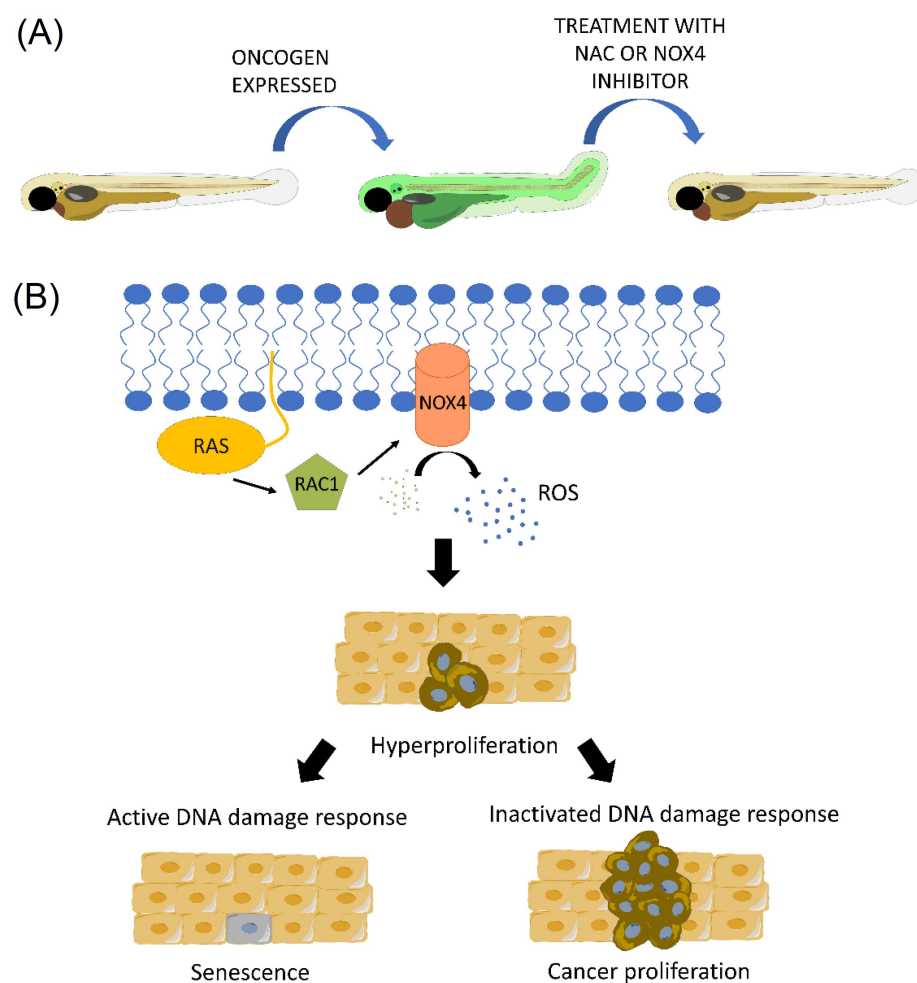 (A)
ONCOGEN
EXPRESSED
TREATMENT WITH
NAC OR NOX4
INHIBITOR
(B)
NOX4
RAS
RAC1
ROS
Hyperproliferation
Active DNA damage response
Inactivated DNA damage response
Senescence
Cancer proliferation